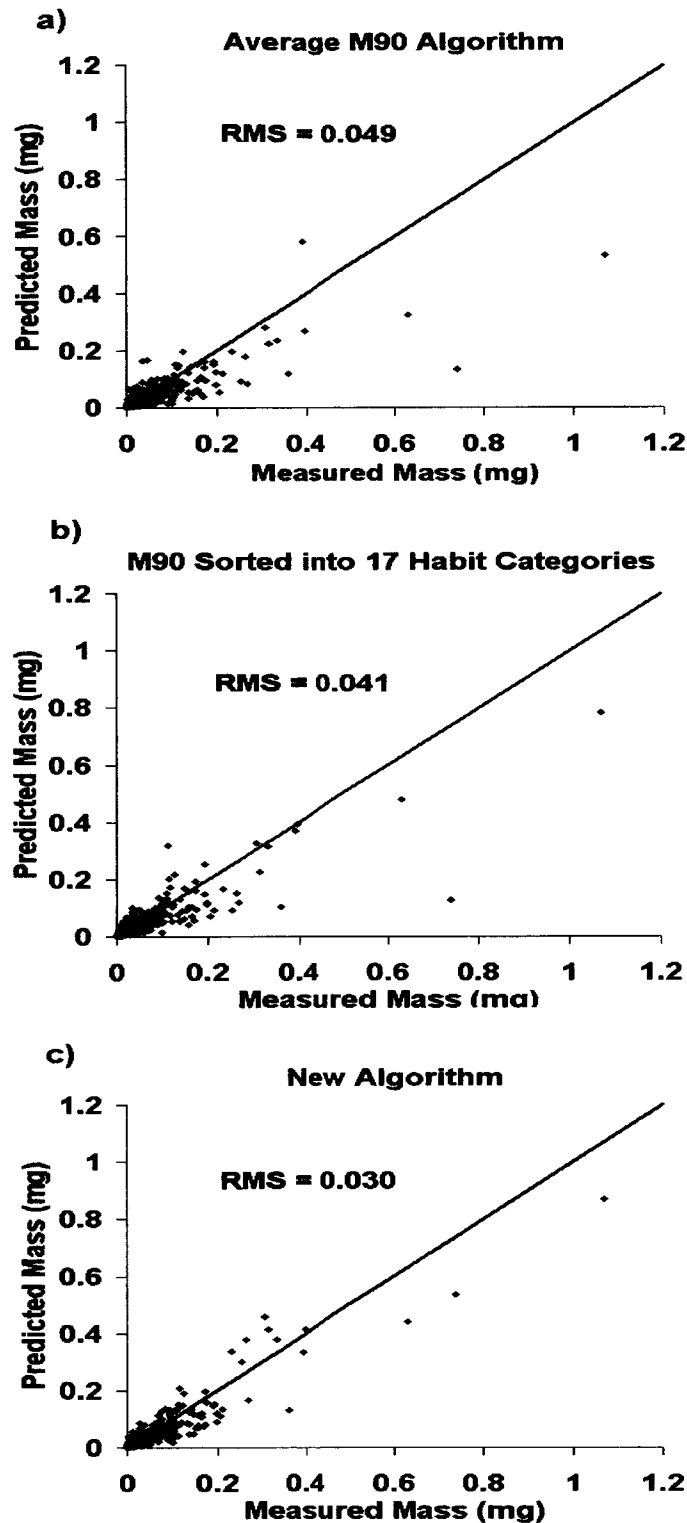 a)
Average M90 Algorithm
RMS = 0.049
Predicted Mass (mg)
1.2
1
0.8
0.6
0.4
0.2
0
0 0.2 0.4 0.6 0.8 1 1.2
Measured Mass (mg)
b)
M90 Sorted into 17 Habit Categories
RMS = 0.041
Predicted Mass (mg)
1.2
1
0.8
0.6
0.4
0.2
0
0 0.2 0.4 0.6 0.8 1 1.2
Measured Mass (mg)
c)
New Algorithm
RMS = 0.030
Predicted Mass (mg)
1.2
1
0.8
0.6
0.4
0.2
0
0 0.2 0.4 0.6 0.8 1 1.2
Measured Mass (mg)